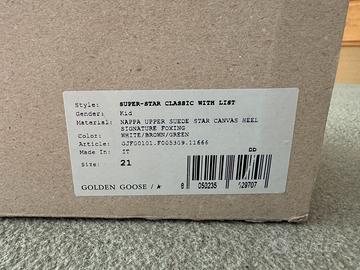 Style: SUPER-STAR CLASSIC WITH LIST
Gender: Kid
Material: NAPPA UPPER SUEDE STAR CANVAS HEEL
SIGNATURE FOXING
Color: WHITE/BROWN/GREEN
Article: GJF00101.F005309.11666
Made In: IT
DD
Size: 21
GOLDEN GOOSE /
8 050235 629707